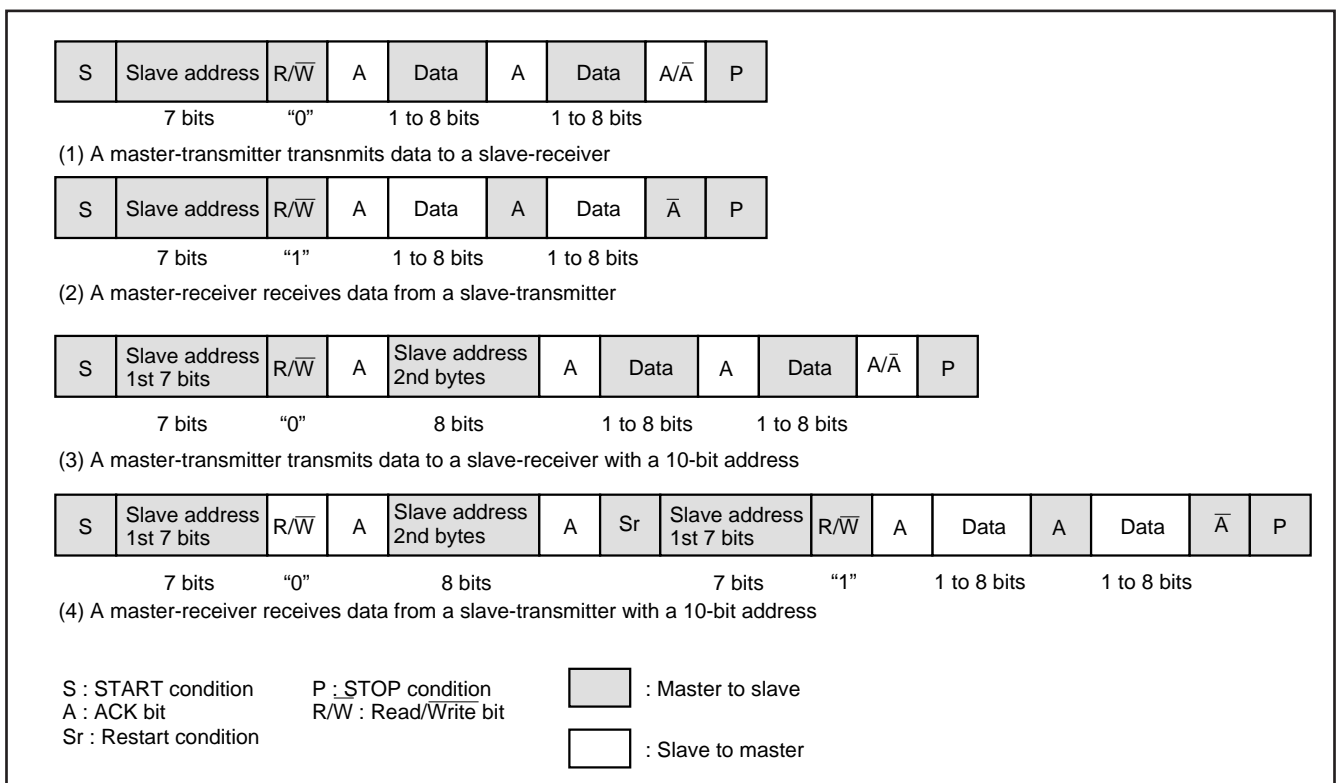 S Slave address R/W̅ A Data A Data A/A̅ P
7 bits “0” 1 to 8 bits 1 to 8 bits
(1) A master-transmitter transnmits data to a slave-receiver
S Slave address R/W̅ A Data A Data A̅ P
7 bits “1” 1 to 8 bits 1 to 8 bits
(2) A master-receiver receives data from a slave-transmitter
S Slave address 1st 7 bits R/W̅ A Slave address 2nd bytes A Data A Data A/A̅ P
7 bits “0” 8 bits 1 to 8 bits 1 to 8 bits
(3) A master-transmitter transmits data to a slave-receiver with a 10-bit address
S Slave address 1st 7 bits R/W̅ A Slave address 2nd bytes A Sr Slave address 1st 7 bits R/W̅ A Data A Data A̅ P
7 bits “0” 8 bits 7 bits “1” 1 to 8 bits 1 to 8 bits
(4) A master-receiver receives data from a slave-transmitter with a 10-bit address
S : START condition P : STOP condition : Master to slave
A : ACK bit R/W̅ : Read/W̅r̅i̅t̅e̅ bit
Sr : Restart condition : Slave to master